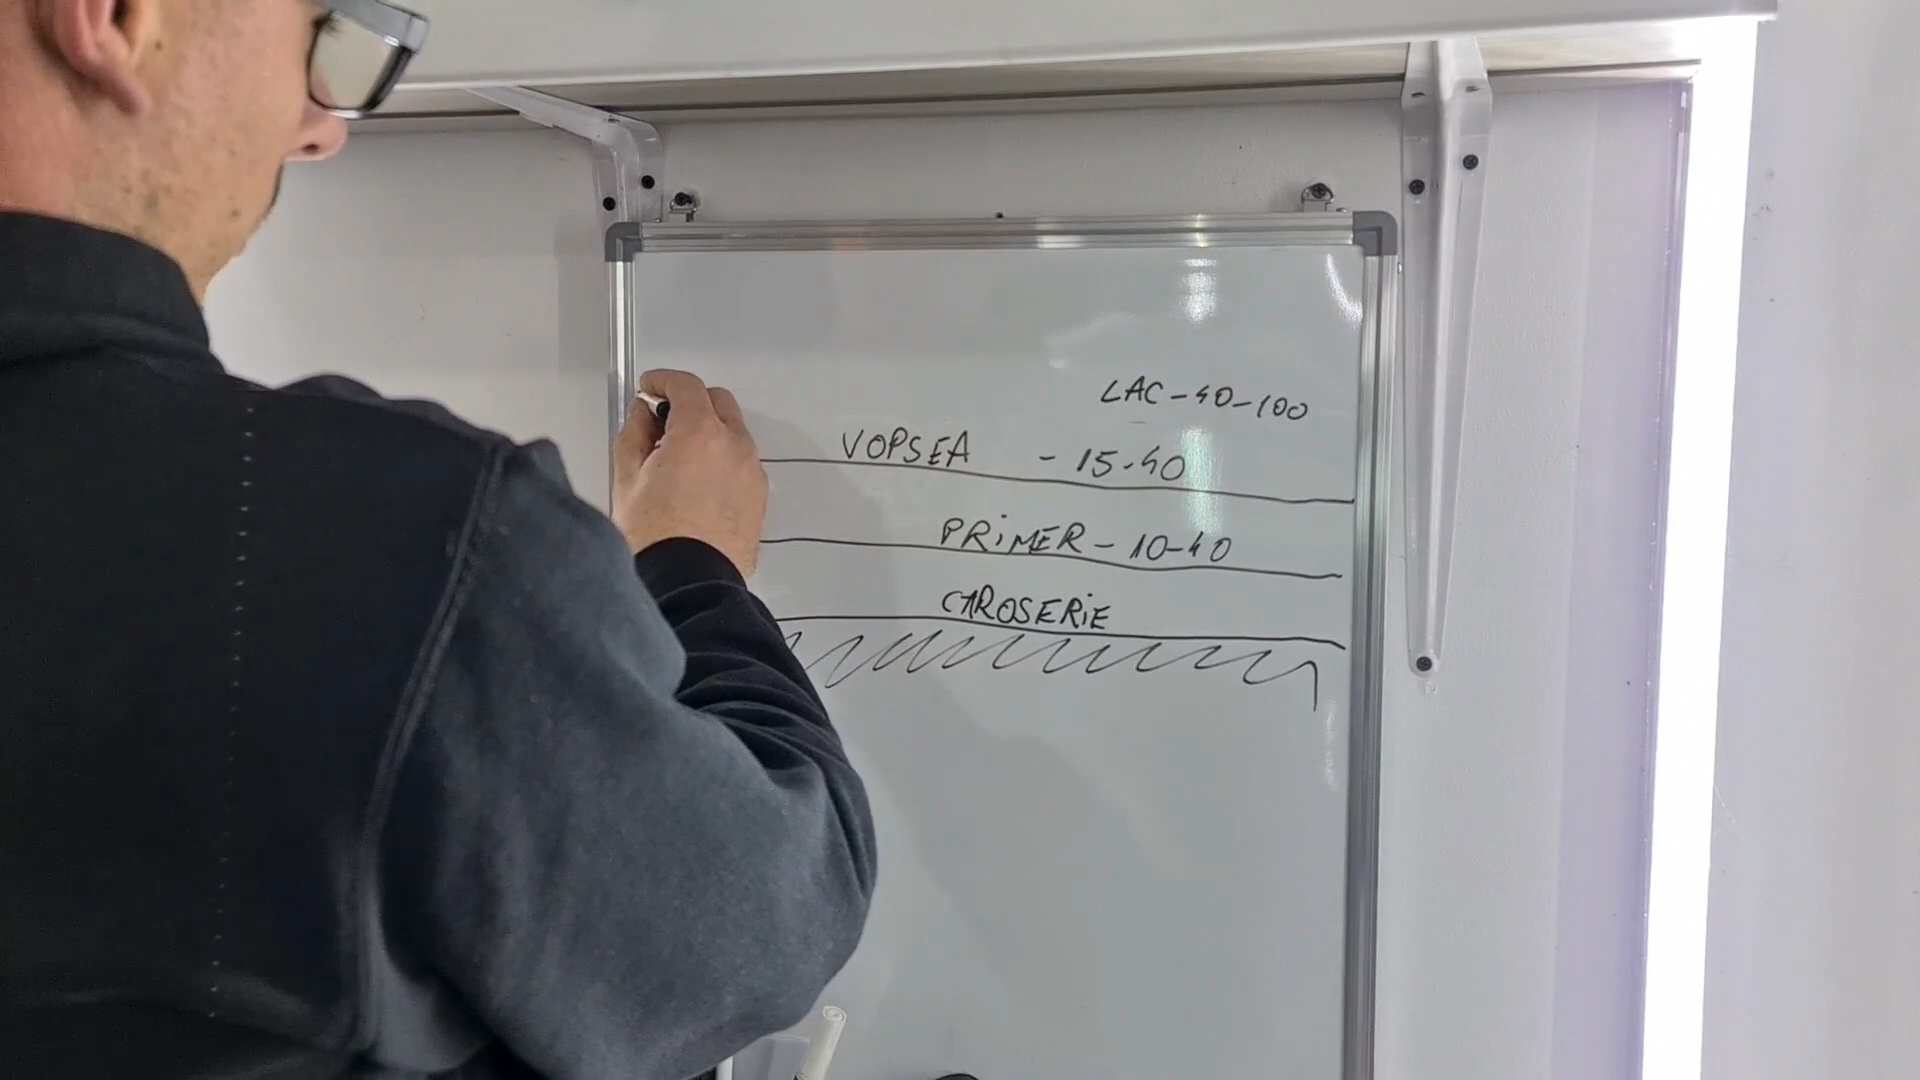 LAC - 40 - 100
VOPSEA - 15-40
PRiMER - 10-40
CAROSERiE